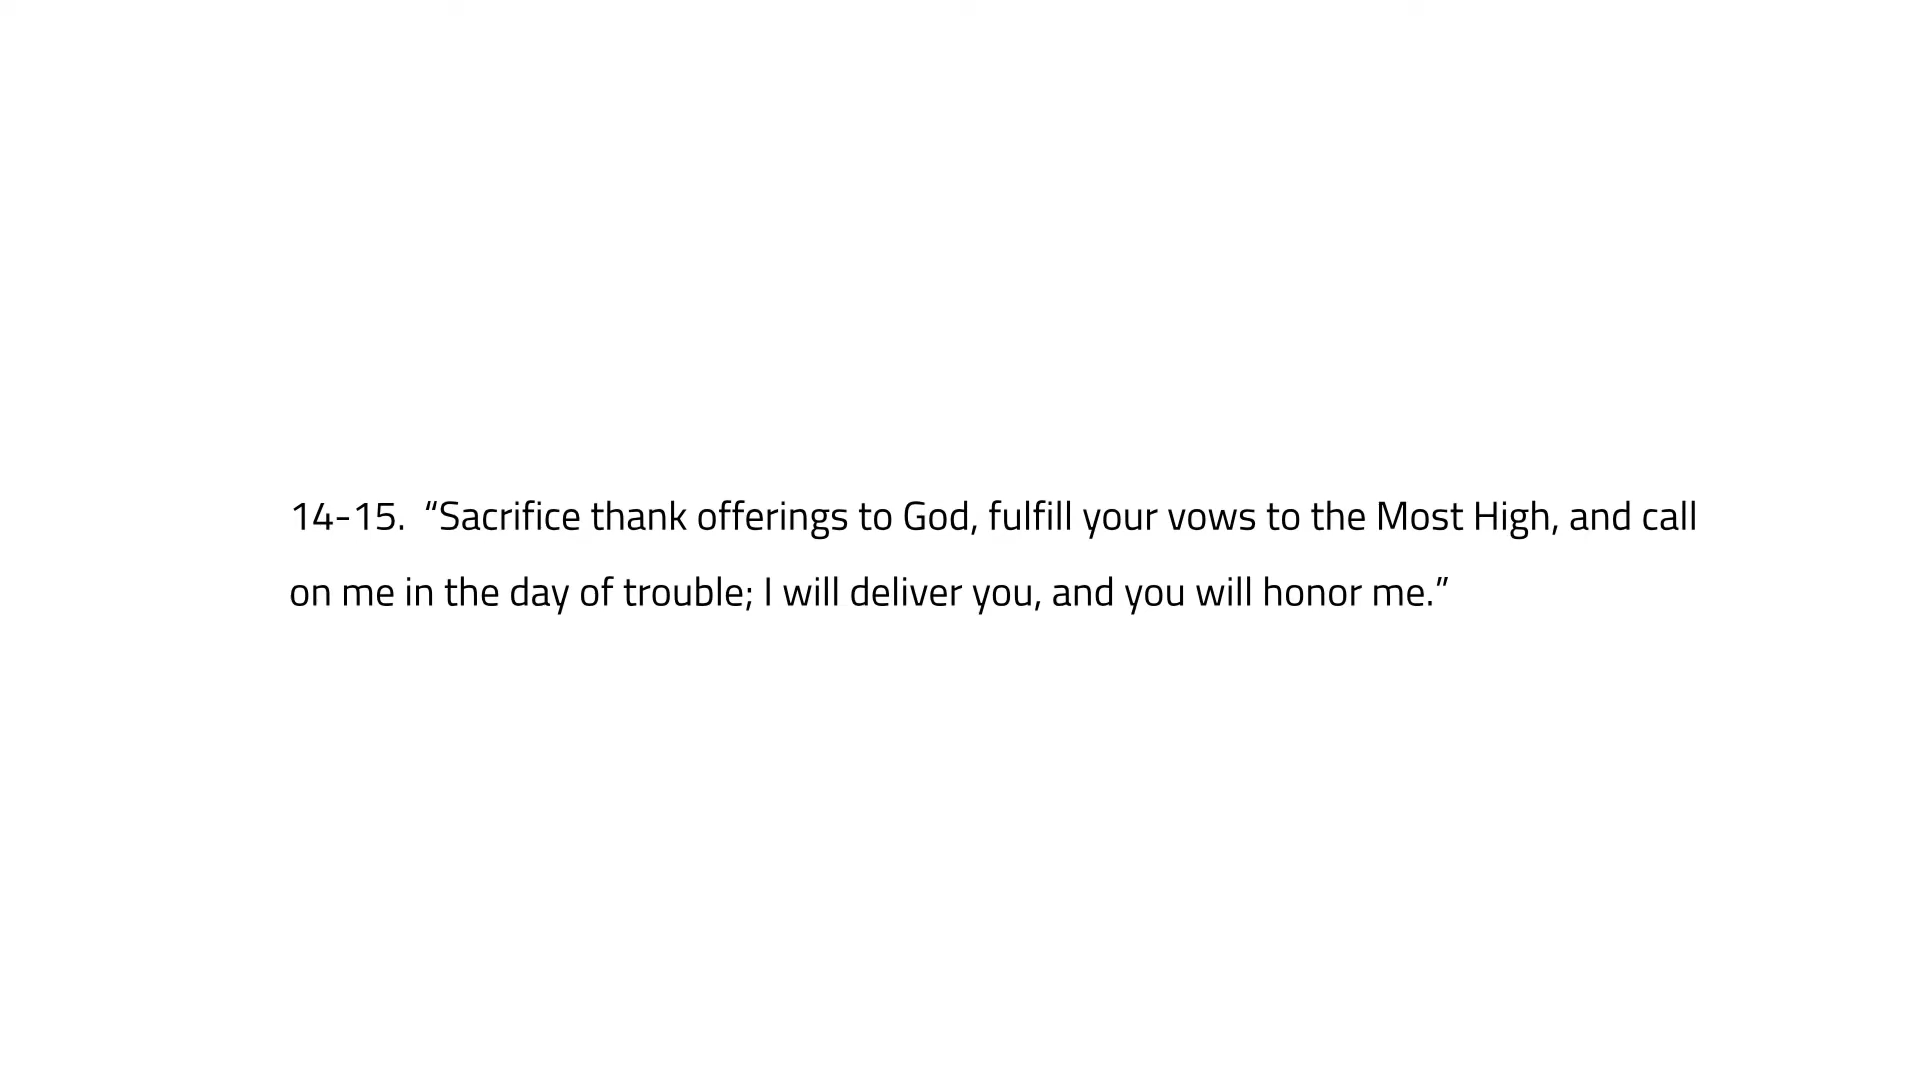 14-15.  “Sacrifice thank offerings to God, fulfill your vows to the Most High, and call
on me in the day of trouble; I will deliver you, and you will honor me.”